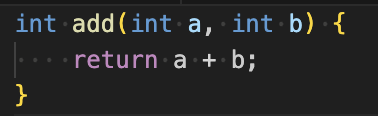 int add(int a, int b) {
    return a + b;
}